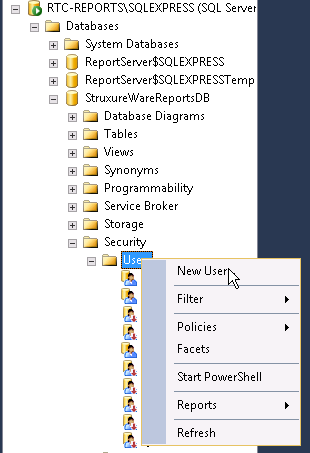 RTC-REPORTS\SQLEXPRESS (SQL Server
Databases
System Databases
ReportServer$SQLEXPRESS
ReportServer$SQLEXPRESSTemp
StruxureWareReportsDB
Database Diagrams
Tables
Views
Synonyms
Programmability
Service Broker
Storage
Security
Use
New User
Filter
Policies
Facets
Start PowerShell
Reports
Refresh